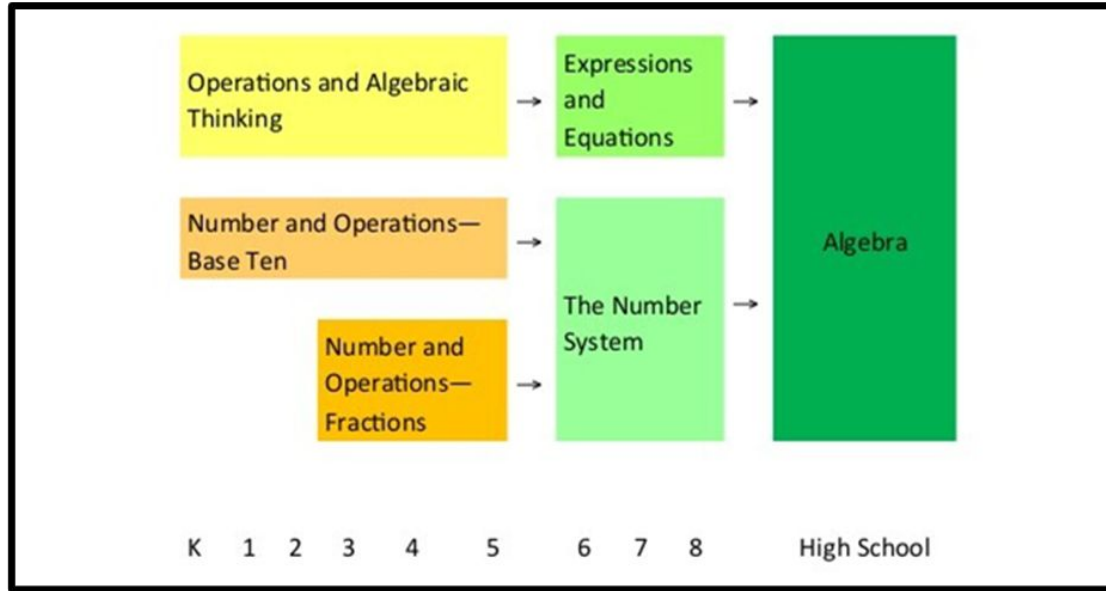 Operations and Algebraic
Thinking
→
Expressions
and
Equations
→
Number and Operations—
Base Ten
→
Algebra
The Number
System
→
Number and
Operations—
Fractions
→
K 1 2 3 4 5 6 7 8 High School